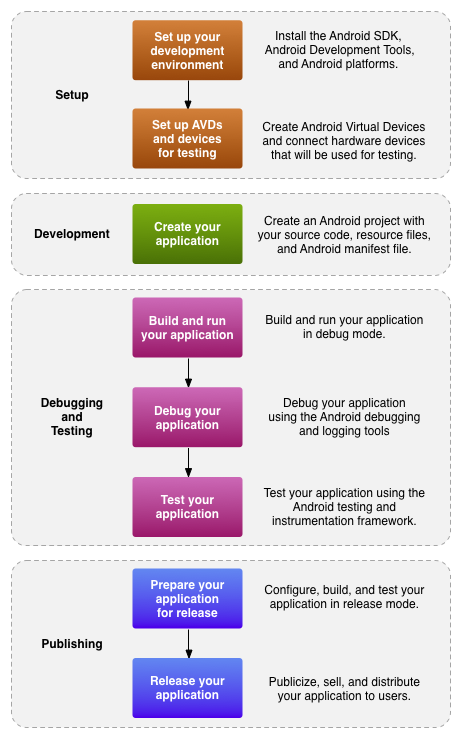 Setup
Set up your
development
environment
Install the Android SDK,
Android Development Tools,
and Android platforms.
Set up AVDs
and devices
for testing
Create Android Virtual Devices
and connect hardware devices
that will be used for testing.
Development
Create your
application
Create an Android project with
your source code, resource files,
and Android manifest file.
Debugging
and
Testing
Build and run
your application
Build and run your application
in debug mode.
Debug your
application
Debug your application
using the Android debugging
and logging tools
Test your
application
Test your application using the
Android testing and
instrumentation framework.
Publishing
Prepare your
application
for release
Configure, build, and test your
application in release mode.
Release your
application
Publicize, sell, and distribute
your application to users.